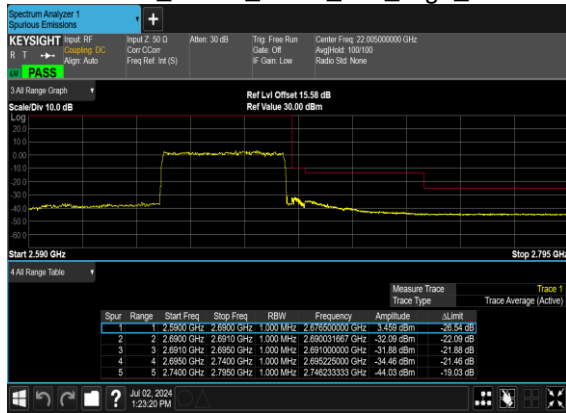 Spectrum Analyzer 1
Spurious Emissions
+
KEYSIGHT Input: RF Input Z: 50 Ω Atten: 30 dB Trig: Free Run Center Freq: 22.005000000 GHz
R T Coupling: DC Corr CCorr Gate: Off Avg|Hold: 100/100
Align: Auto Freq Ref: Int (S) IF Gain: Low Radio Std: None
PASS
3 All Range Graph Ref Lvl Offset 15.58 dB
Scale/Div 10.0 dB Ref Value 30.00 dBm
Log
20.0
10.0
0.00
-10.0
-20.0
-30.0
-40.0
-50.0
-60.0
Start 2.590 GHz Stop 2.795 GHz
4 All Range Table
Measure Trace Trace 1
Trace Type Trace Average (Active)
Spur Range Start Freq Stop Freq RBW Frequency Amplitude ΔLimit
1 1 2.5900 GHz 2.6900 GHz 1.000 MHz 2.676500000 GHz 3.459 dBm -26.54 dB
2 2 2.6900 GHz 2.6910 GHz 1.000 MHz 2.690031667 GHz -32.09 dBm -22.09 dB
3 3 2.6910 GHz 2.6950 GHz 1.000 MHz 2.691000000 GHz -31.88 dBm -21.88 dB
4 4 2.6950 GHz 2.7400 GHz 1.000 MHz 2.695225000 GHz -34.46 dBm -21.46 dB
5 5 2.7400 GHz 2.7950 GHz 1.000 MHz 2.746233333 GHz -44.03 dBm -19.03 dB
? Jul 02, 2024
1:23:20 PM